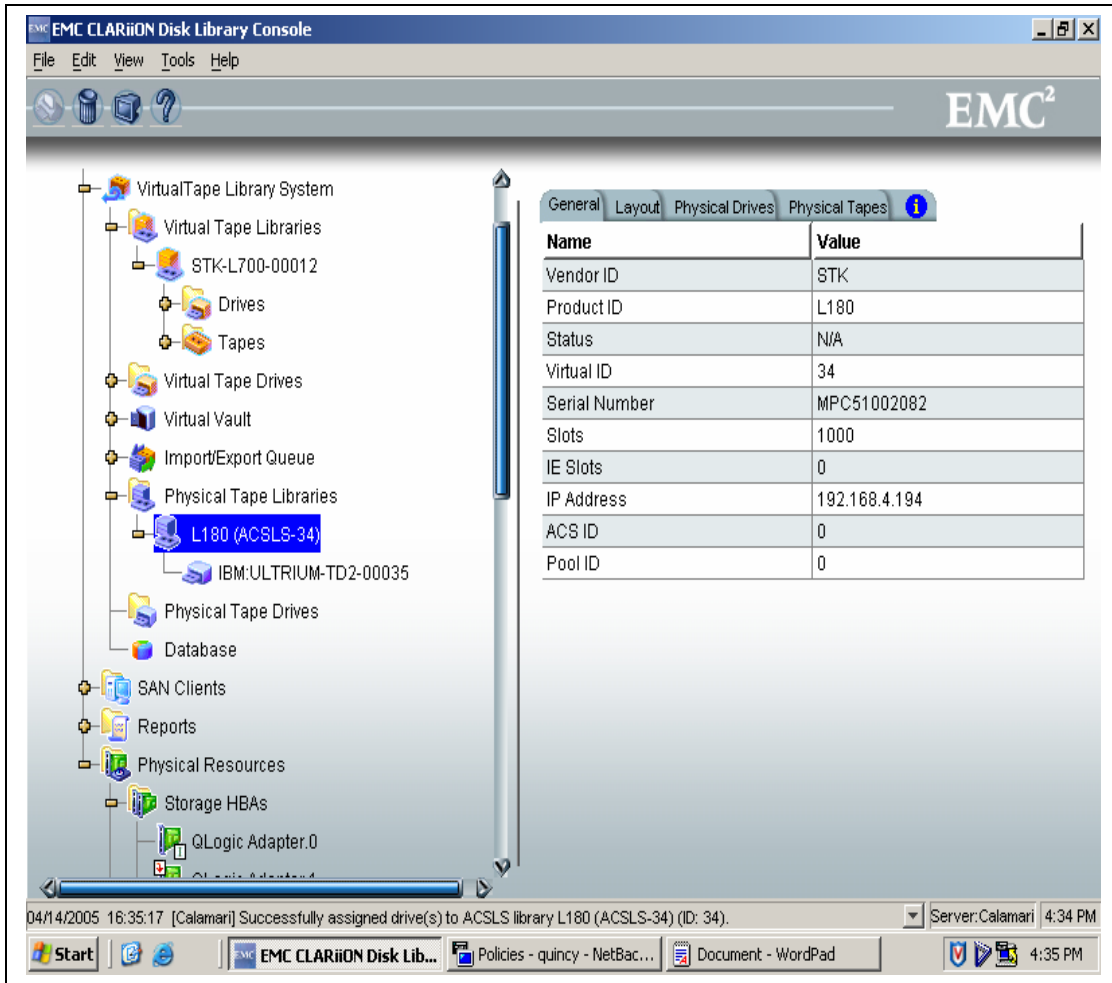 EMC EMC CLARiiON Disk Library Console
File Edit View Tools Help
EMC²
VirtualTape Library System
Virtual Tape Libraries
STK-L700-00012
Drives
Tapes
Virtual Tape Drives
Virtual Vault
Import/Export Queue
Physical Tape Libraries
L180 (ACSLS-34)
IBM:ULTRIUM-TD2-00035
Physical Tape Drives
Database
SAN Clients
Reports
Physical Resources
Storage HBAs
QLogic Adapter.0
General Layout Physical Drives Physical Tapes i
Name Value
Vendor ID STK
Product ID L180
Status N/A
Virtual ID 34
Serial Number MPC51002082
Slots 1000
IE Slots 0
IP Address 192.168.4.194
ACS ID 0
Pool ID 0
04/14/2005 16:35:17 [Calamari] Successfully assigned drive(s) to ACSLS library L180 (ACSLS-34) (ID: 34). Server:Calamari 4:34 PM
Start EMC EMC CLARiiON Disk Lib... Policies - quincy - NetBac... Document - WordPad 4:35 PM